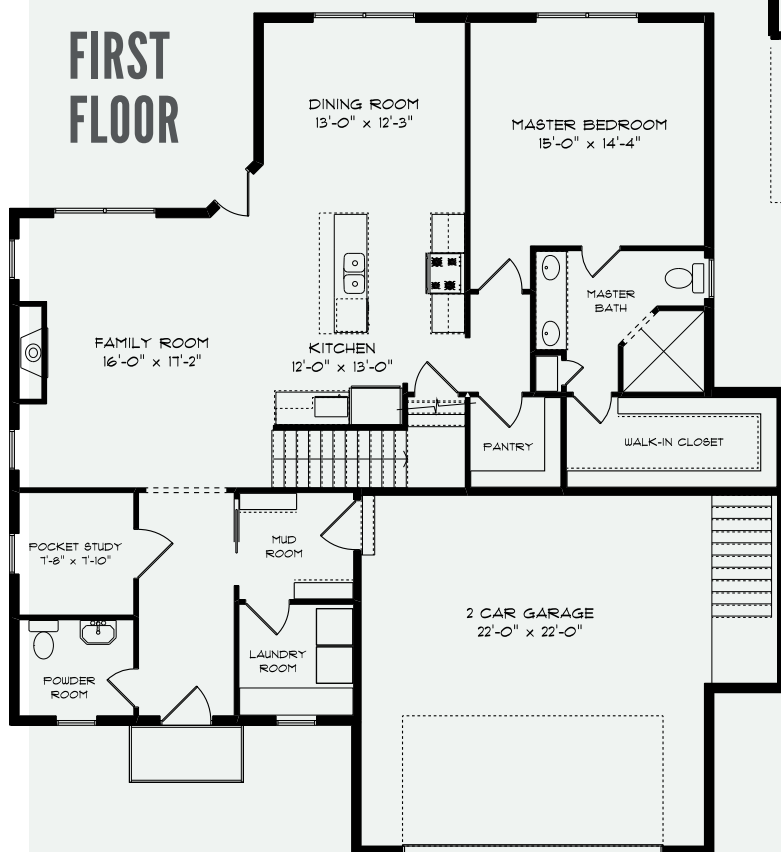 FIRST
FLOOR
DINING ROOM
13'-0" x 12'-3"
MASTER BEDROOM
15'-0" x 14'-4"
MASTER
BATH
FAMILY ROOM
16'-0" x 17'-2"
KITCHEN
12'-0" x 13'-0"
PANTRY
WALK-IN CLOSET
POCKET STUDY
7'-8" x 7'-10"
MUD
ROOM
2 CAR GARAGE
22'-0" x 22'-0"
LAUNDRY
ROOM
POWDER
ROOM